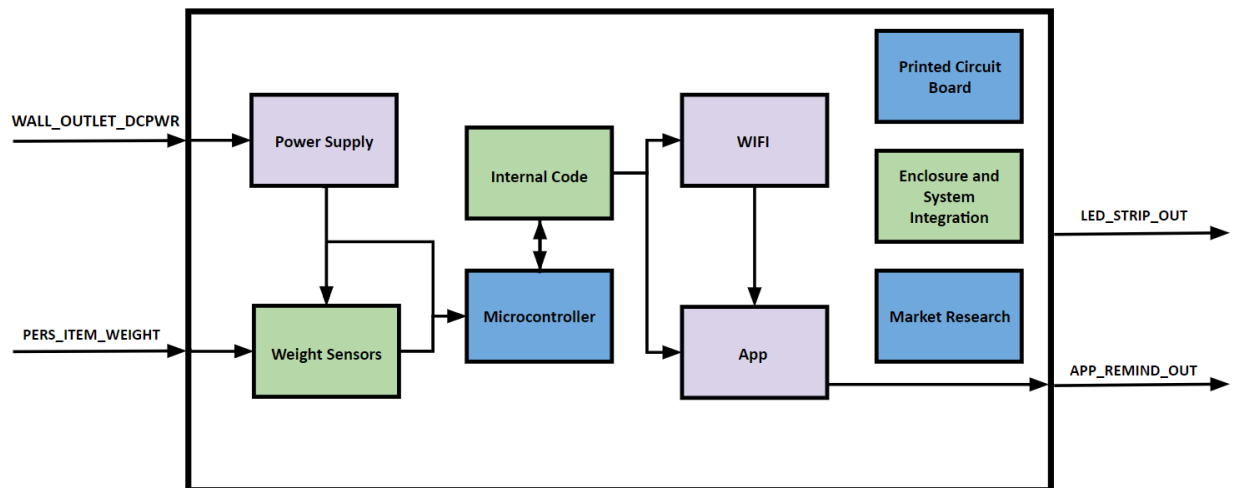 WALL_OUTLET_DCPWR
PERS_ITEM_WEIGHT
Power Supply
Weight Sensors
Internal Code
Microcontroller
WIFI
App
Printed Circuit
Board
Enclosure and
System
Integration
Market Research
LED_STRIP_OUT
APP_REMIND_OUT